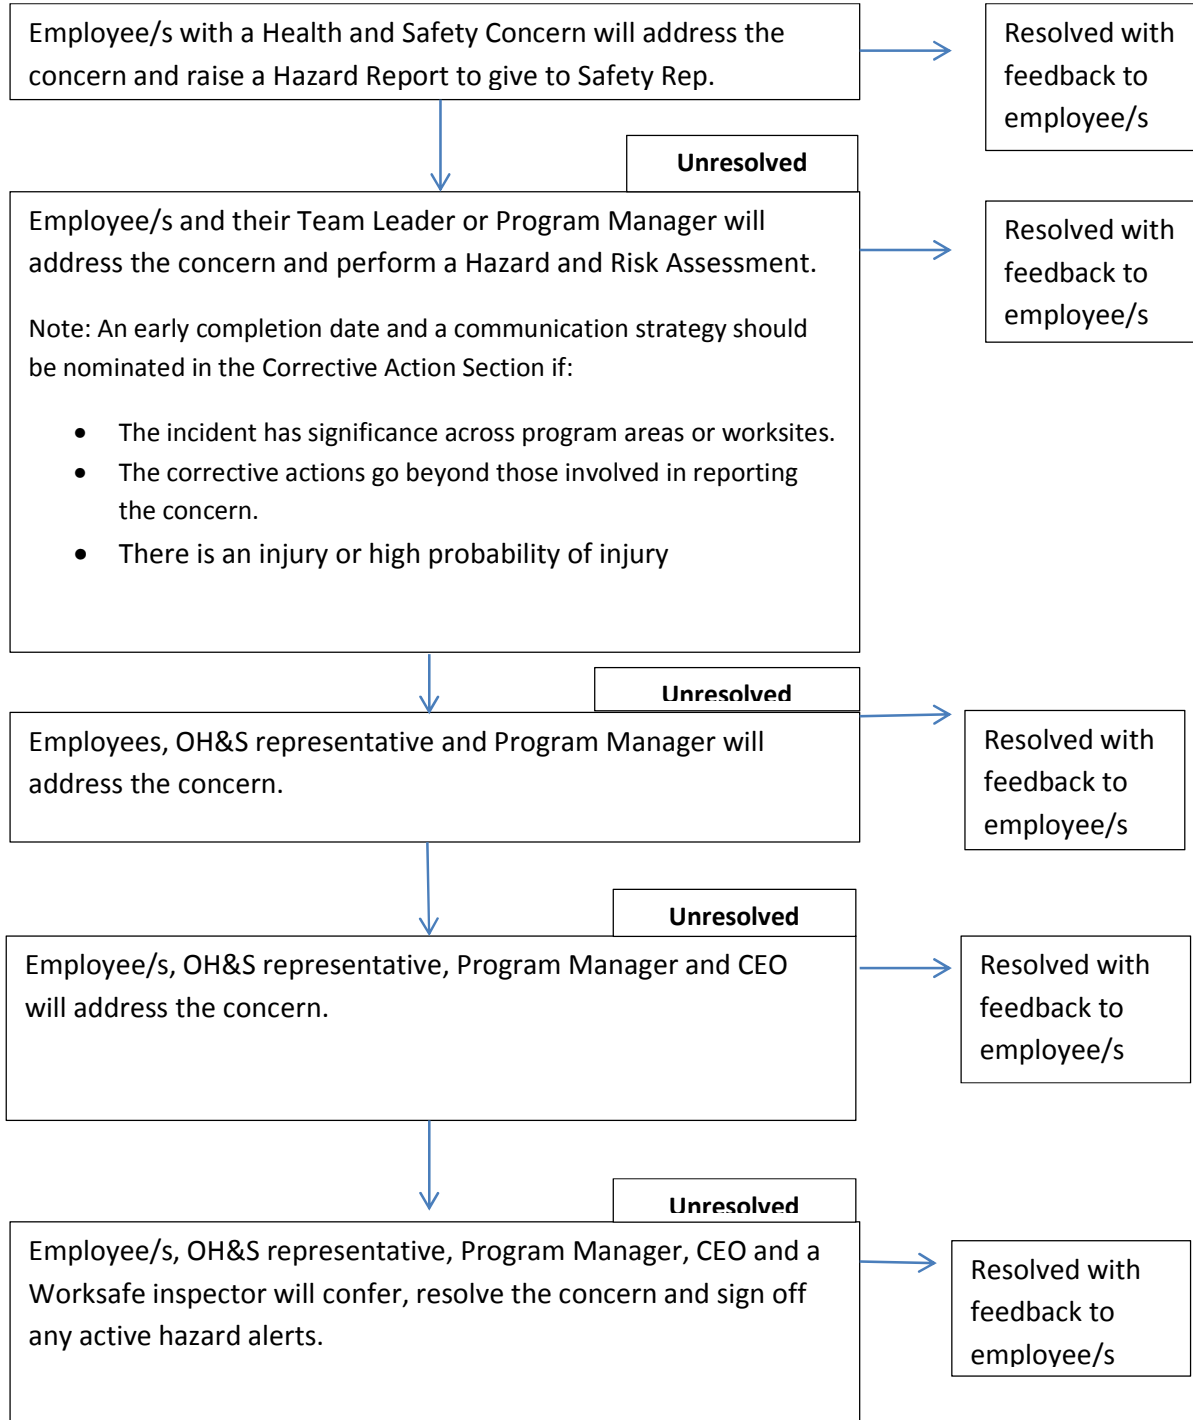 Employee/s with a Health and Safety Concern will address the
concern and raise a Hazard Report to give to Safety Rep.
Resolved with
feedback to
employee/s
Unresolved
Employee/s and their Team Leader or Program Manager will
address the concern and perform a Hazard and Risk Assessment.
Note: An early completion date and a communication strategy should
be nominated in the Corrective Action Section if:
• The incident has significance across program areas or worksites.
• The corrective actions go beyond those involved in reporting
the concern.
• There is an injury or high probability of injury
Resolved with
feedback to
employee/s
Unresolved
Employees, OH&S representative and Program Manager will
address the concern.
Resolved with
feedback to
employee/s
Unresolved
Employee/s, OH&S representative, Program Manager and CEO
will address the concern.
Resolved with
feedback to
employee/s
Unresolved
Employee/s, OH&S representative, Program Manager, CEO and a
Worksafe inspector will confer, resolve the concern and sign off
any active hazard alerts.
Resolved with
feedback to
employee/s